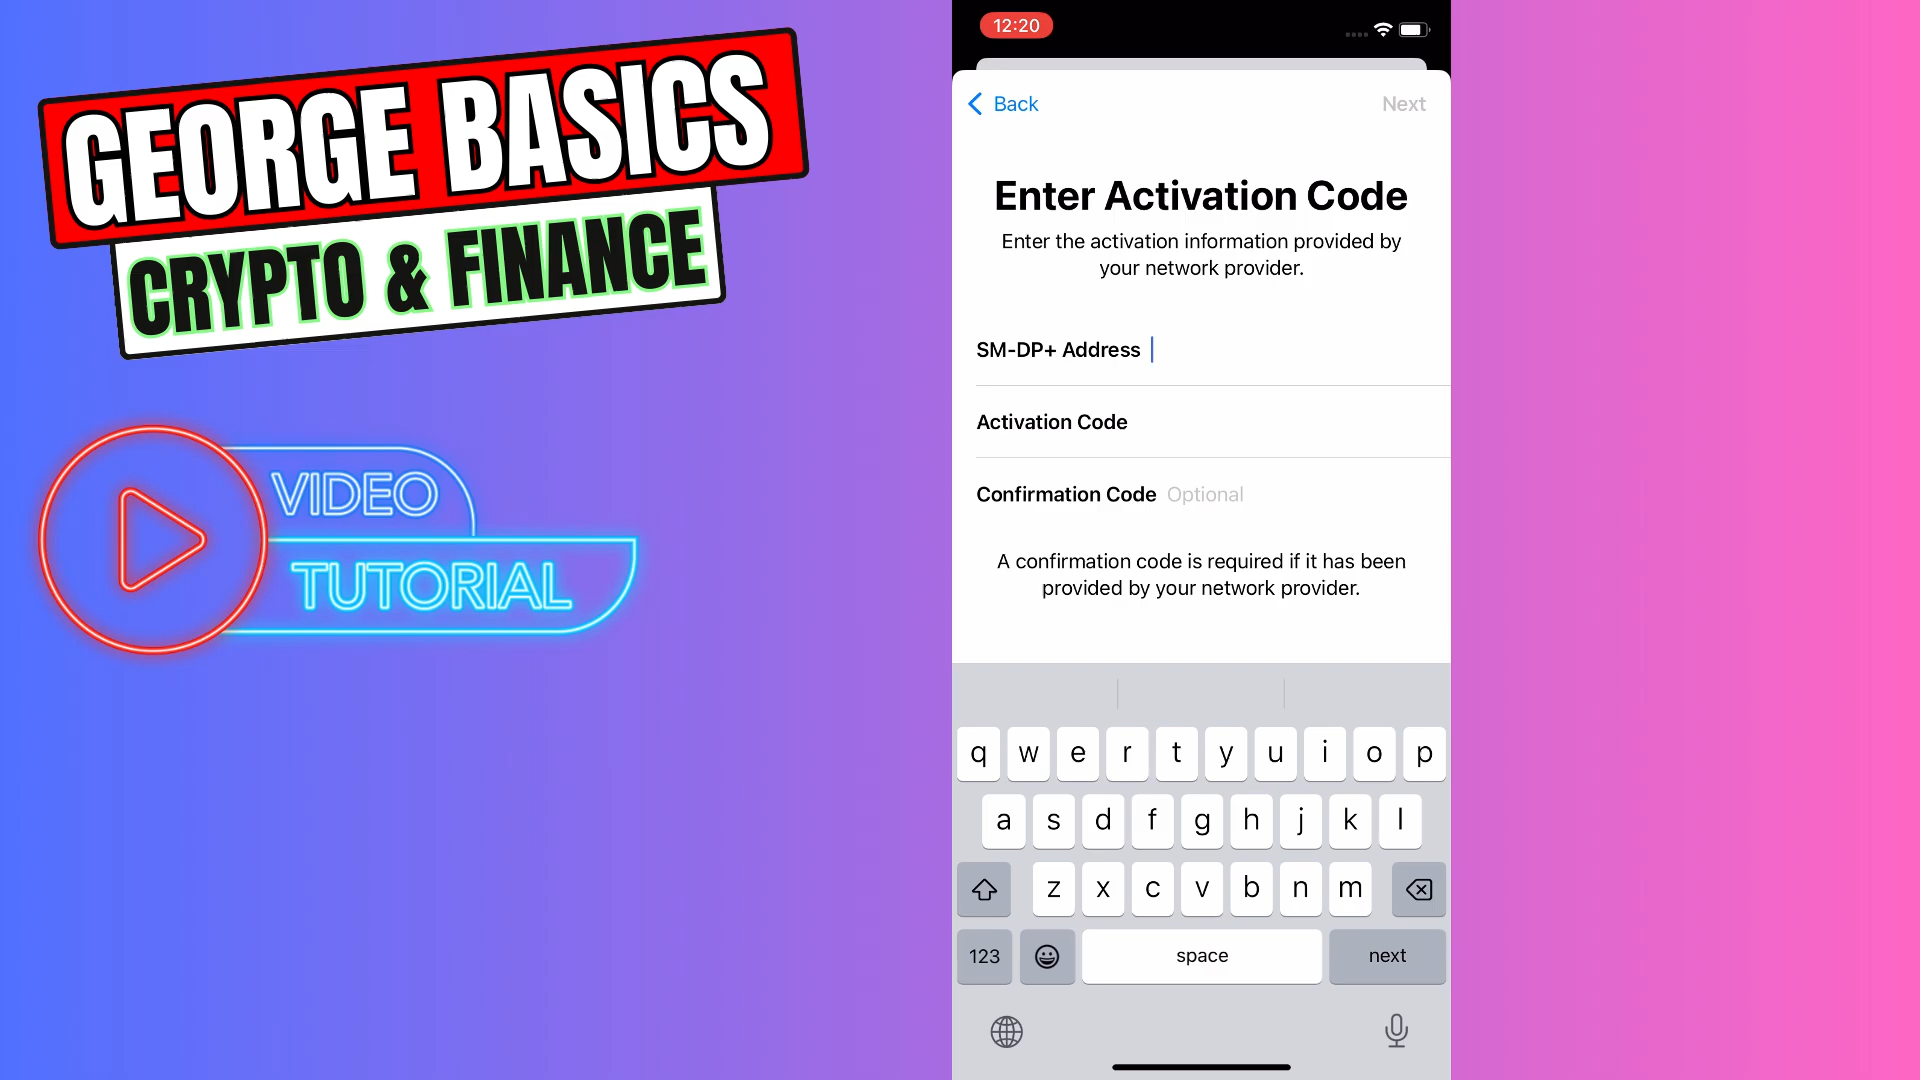 GEORGE BASICS
CRYPTO & FINANCE
VIDEO
TUTORIAL
12:20
Back
Next
Enter Activation Code
Enter the activation information provided by
your network provider.
SM-DP+ Address
Activation Code
Confirmation Code Optional
A confirmation code is required if it has been
provided by your network provider.
q w e r t y u i o p
a s d f g h j k l
z x c v b n m
123 space next